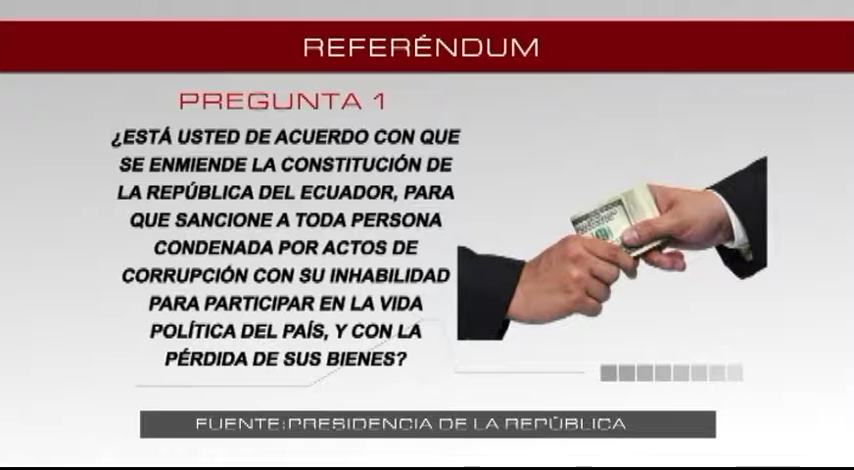 REFERÉNDUM
PREGUNTA 1
¿ESTÁ USTED DE ACUERDO CON QUE
SE ENMIENDE LA CONSTITUCIÓN DE
LA REPÚBLICA DEL ECUADOR, PARA
QUE SANCIONE A TODA PERSONA
CONDENADA POR ACTOS DE
CORRUPCIÓN CON SU INHABILIDAD
PARA PARTICIPAR EN LA VIDA
POLÍTICA DEL PAÍS, Y CON LA
PÉRDIDA DE SUS BIENES?
FUENTE:PRESIDENCIA DE LA REPÚBLICA